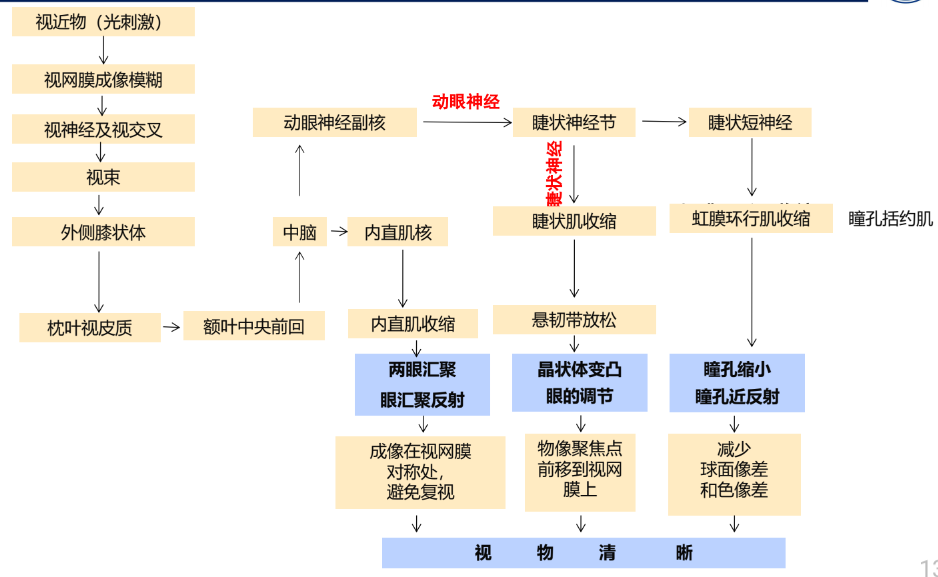 视近物（光刺激）
视网膜成像模糊
视神经及视交叉
视束
外侧膝状体
枕叶视皮质
额叶中央前回
中脑
动眼神经副核
动眼神经
睫状神经节
睫状短神经
睫状神经
内直肌核
内直肌收缩
睫状肌收缩
悬韧带放松
虹膜环行肌收缩
瞳孔括约肌
两眼汇聚
眼汇聚反射
晶状体变凸
眼的调节
瞳孔缩小
瞳孔近反射
成像在视网膜
对称处，
避免复视
物像聚焦点
前移到视网
膜上
减少
球面像差
和色像差
视 物 清 晰
13